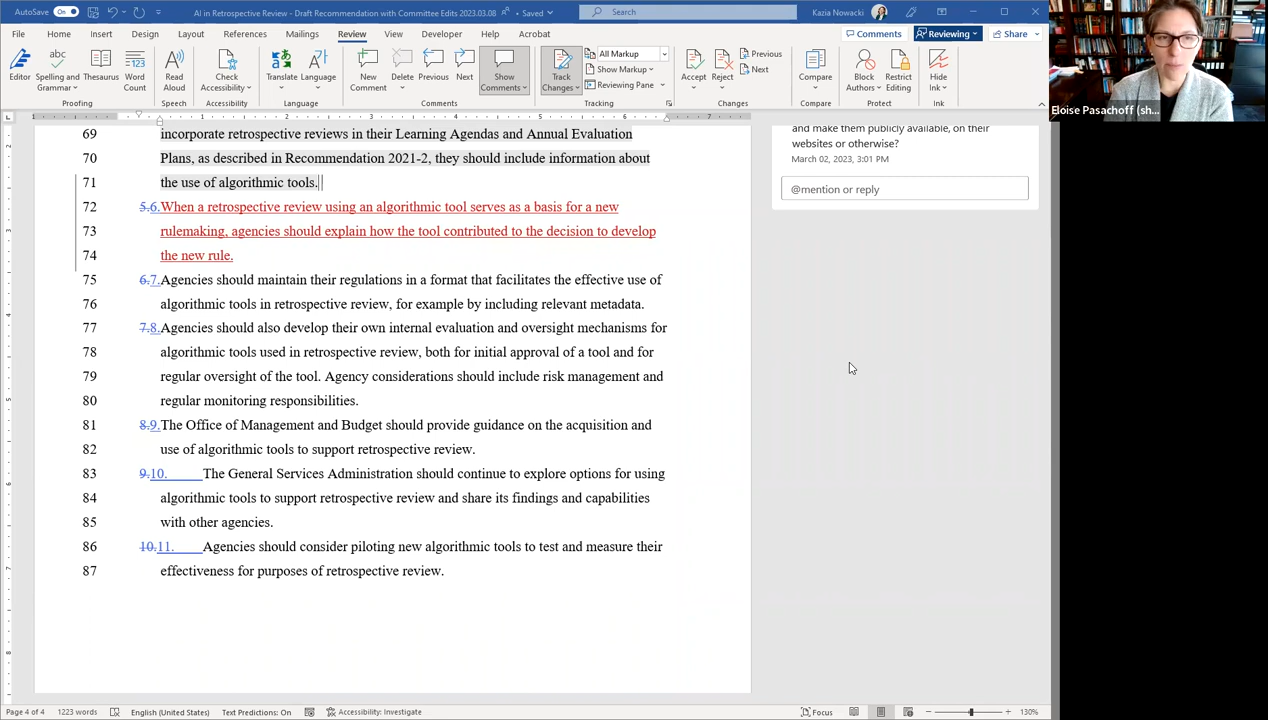 AutoSave On AI in Retrospective Review - Draft Recommendation with Committee Edits 2023.03.08 • Saved Search Kazia Nowacki
File Home Insert Design Layout References Mailings Review View Developer Help Acrobat Comments Reviewing Share
Editor Spelling and Grammar Thesaurus Word Count Read Aloud Check Accessibility Translate Language New Comment Delete Previous Next Show Comments Track Changes All Markup Show Markup Reviewing Pane Accept Reject Previous Next Compare Block Authors Restrict Editing Hide Ink
Proofing Speech Accessibility Language Comments Tracking Changes Compare Protect Ink
Eloise Pasachoff (sh...
69 incorporate retrospective reviews in their Learning Agendas and Annual Evaluation
70 Plans, as described in Recommendation 2021-2, they should include information about
71 the use of algorithmic tools.
72 5.6. When a retrospective review using an algorithmic tool serves as a basis for a new
73 rulemaking, agencies should explain how the tool contributed to the decision to develop
74 the new rule.
75 6.7. Agencies should maintain their regulations in a format that facilitates the effective use of
76 algorithmic tools in retrospective review, for example by including relevant metadata.
77 7.8. Agencies should also develop their own internal evaluation and oversight mechanisms for
78 algorithmic tools used in retrospective review, both for initial approval of a tool and for
79 regular oversight of the tool. Agency considerations should include risk management and
80 regular monitoring responsibilities.
81 8.9. The Office of Management and Budget should provide guidance on the acquisition and
82 use of algorithmic tools to support retrospective review.
83 9.10. The General Services Administration should continue to explore options for using
84 algorithmic tools to support retrospective review and share its findings and capabilities
85 with other agencies.
86 10.11. Agencies should consider piloting new algorithmic tools to test and measure their
87 effectiveness for purposes of retrospective review.
and make them publicly available, on their
websites or otherwise?
March 02, 2023, 3:01 PM
@mention or reply
Page 4 of 4 1223 words English (United States) Text Predictions: On Accessibility: Investigate Focus 130%